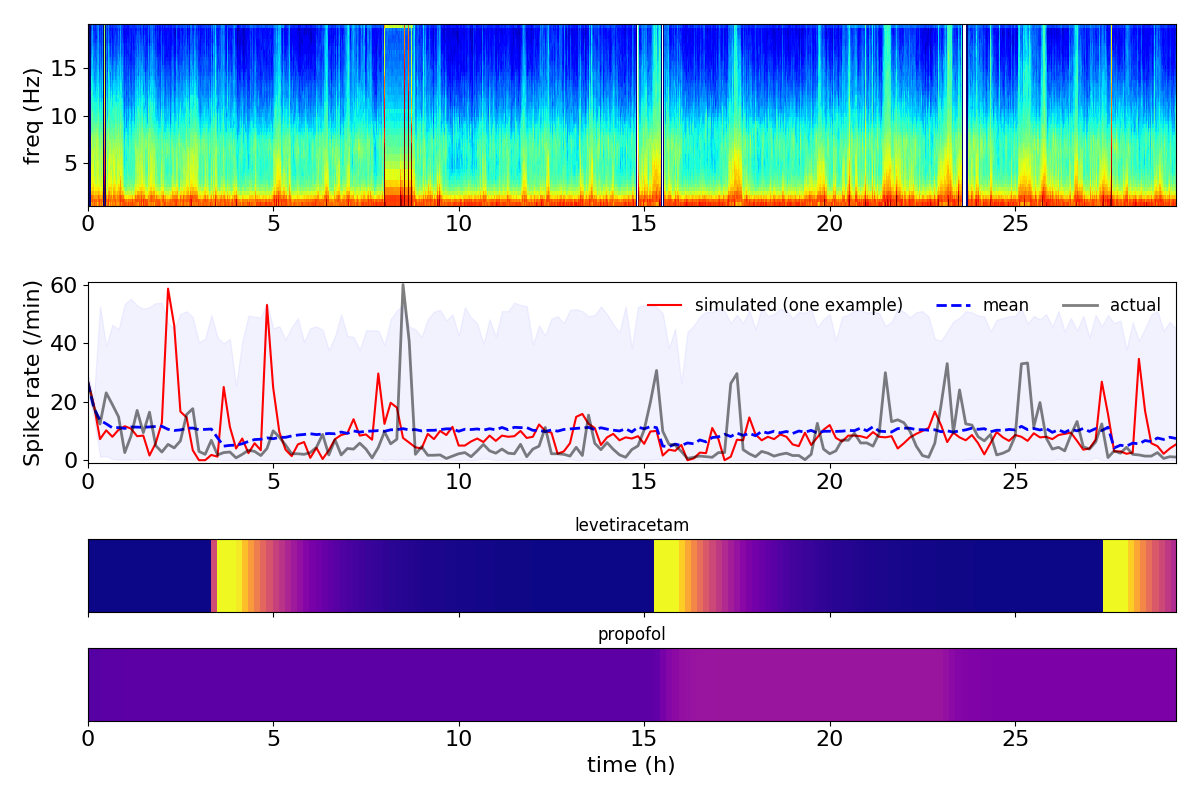 freq (Hz)
15
10
5
0 5 10 15 20 25
Spike rate (/min)
60
40
20
0
simulated (one example) mean actual
0 5 10 15 20 25
levetiracetam
propofol
0 5 10 15 20 25
time (h)